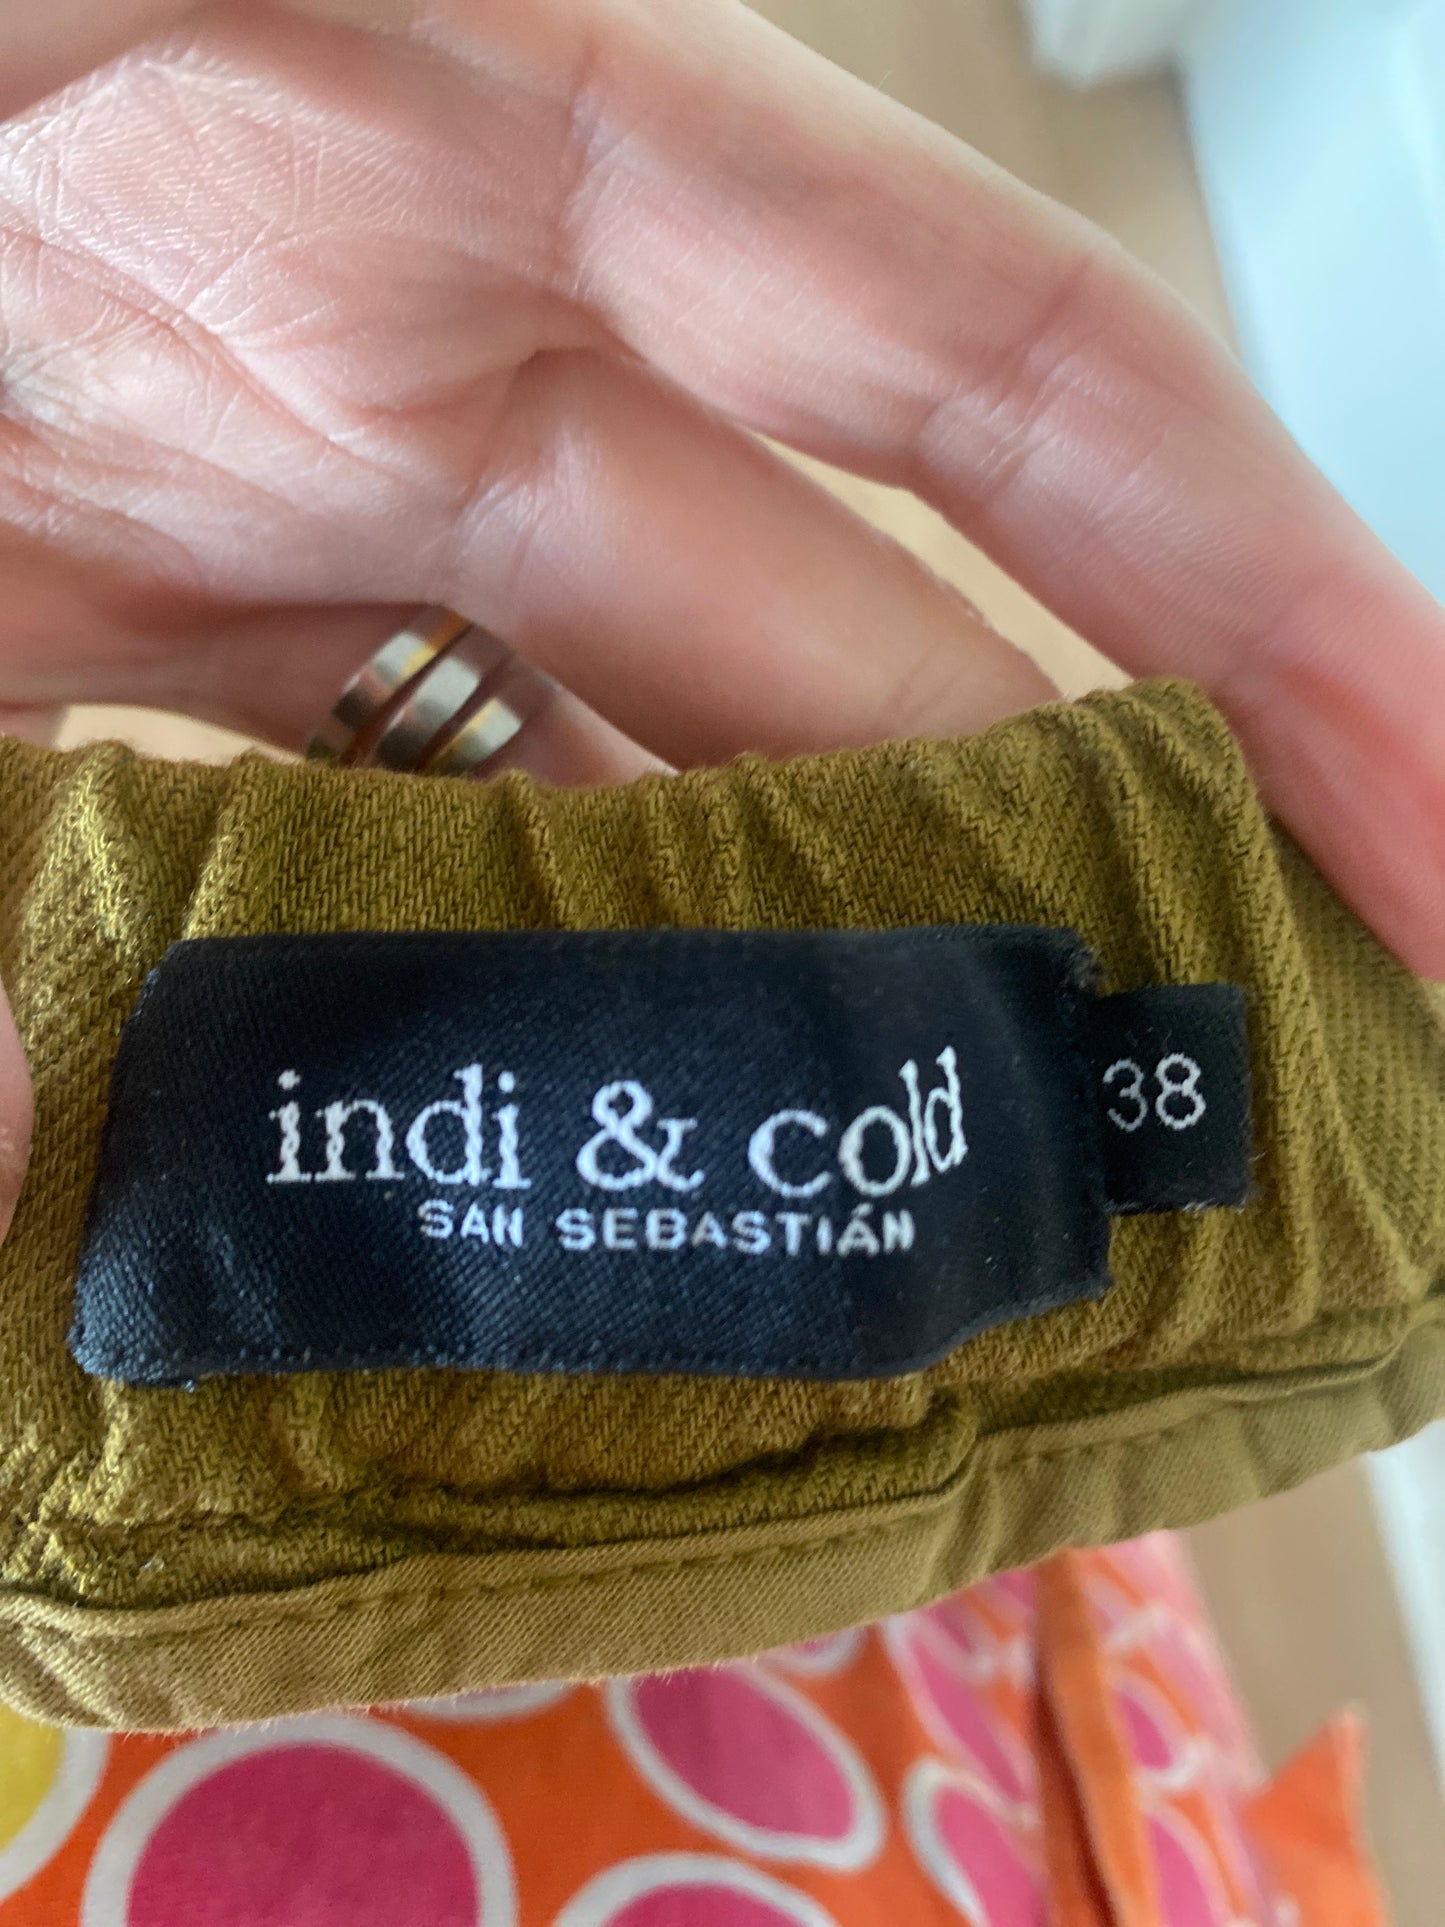 indi & cold
SAN SEBASTIÁN
38